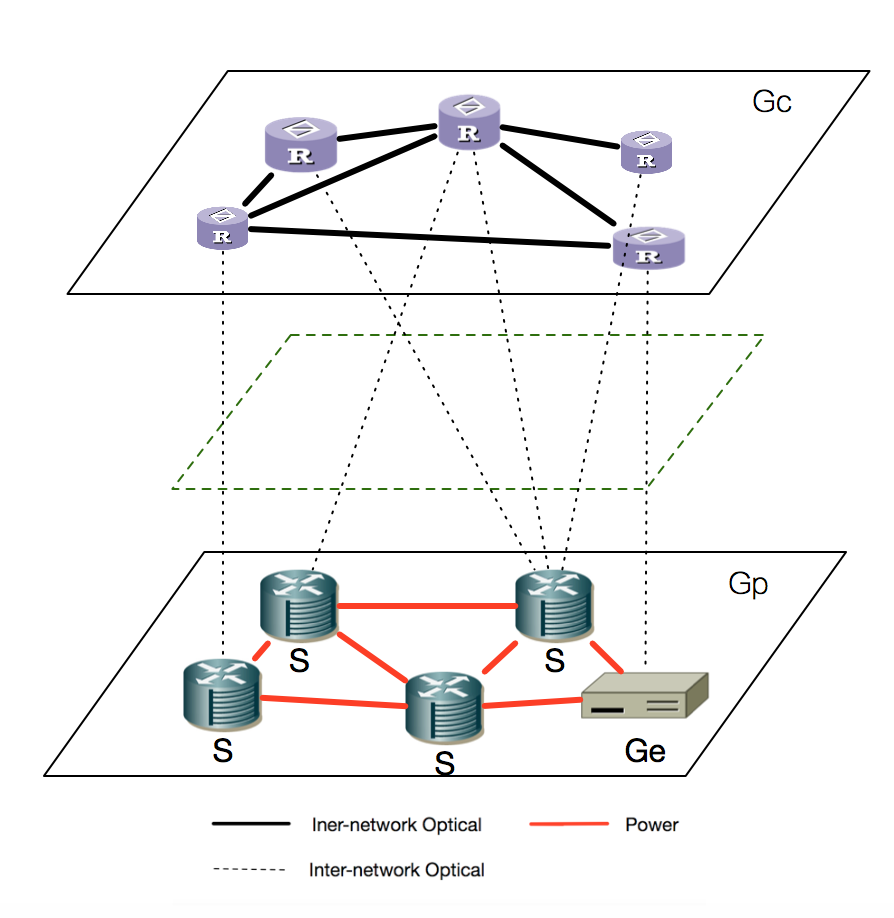 Gc
R
R
R
R
R
Gp
S
S
S
S
Ge
Iner-network Optical
Power
Inter-network Optical